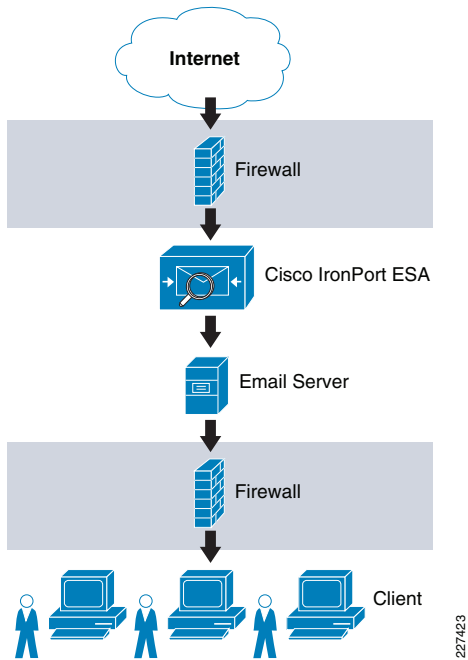 Internet
Firewall
Cisco IronPort ESA
Email Server
Firewall
Client
227423